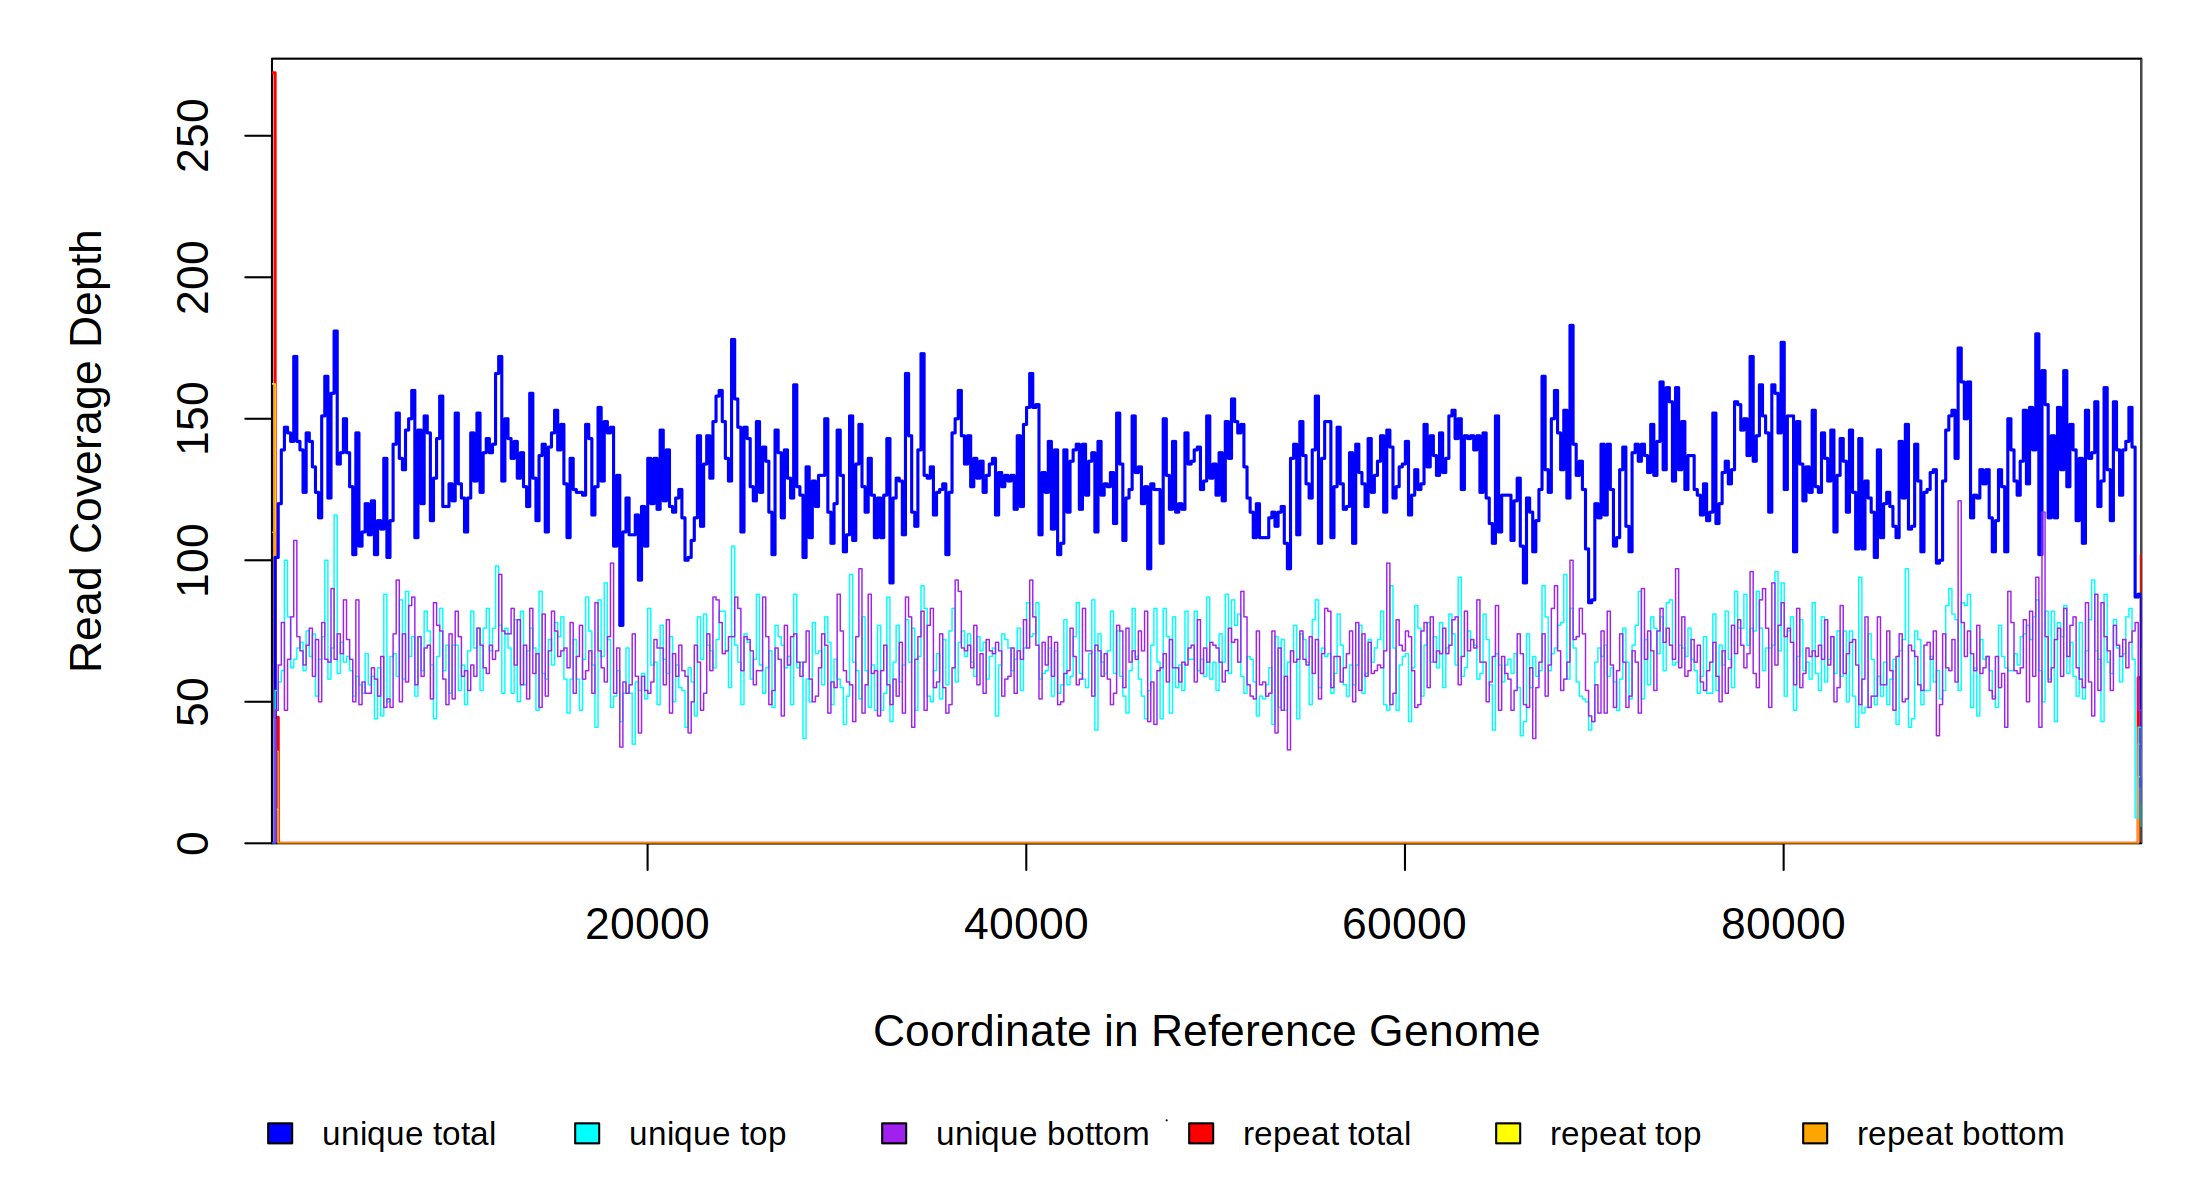 Read Coverage Depth
250
200
150
100
50
0
20000 40000 60000 80000
Coordinate in Reference Genome
unique total unique top unique bottom repeat total repeat top repeat bottom